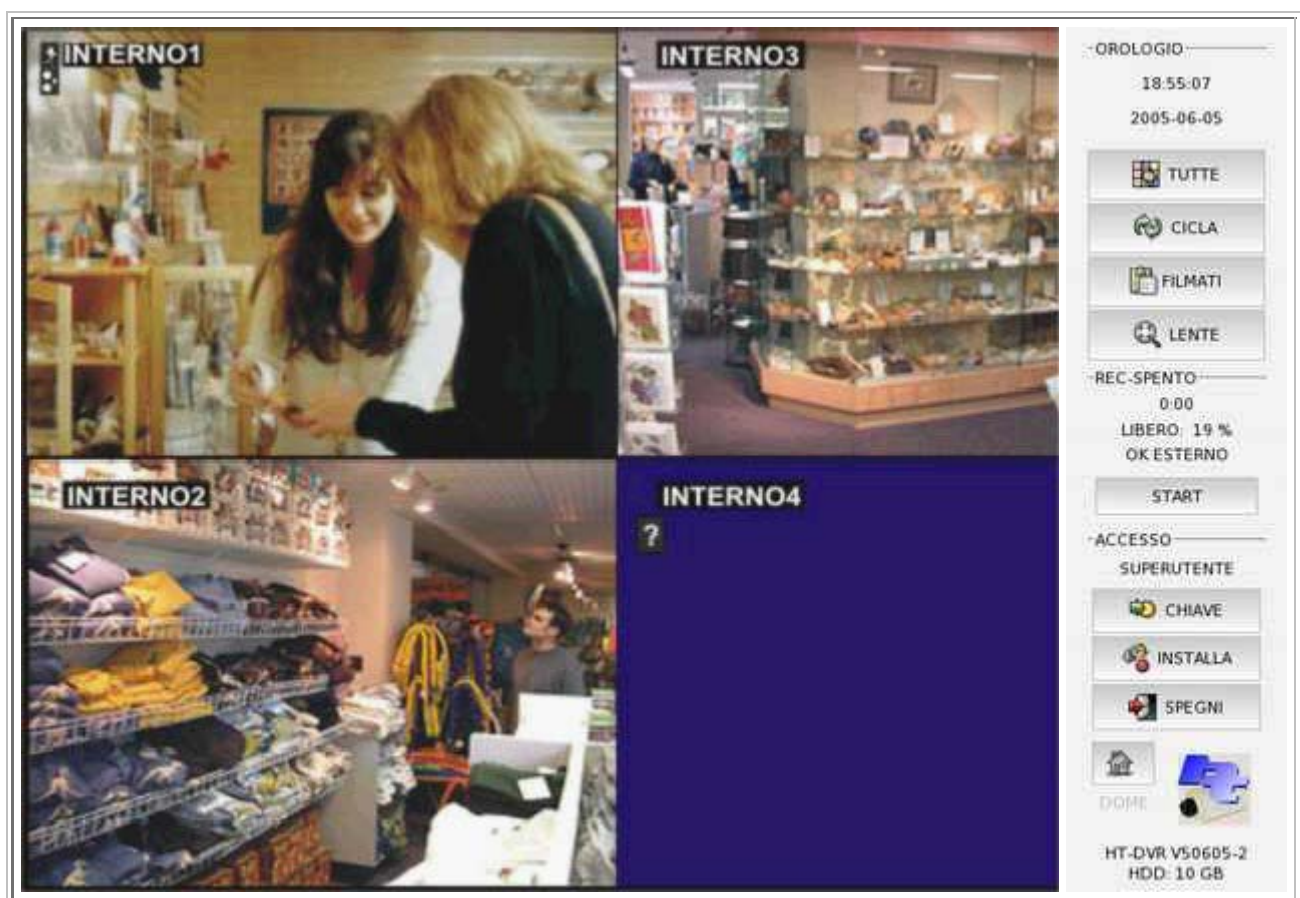 INTERNO1
INTERNO3
INTERNO2
INTERNO4
?
OROLOGIO
18:55:07
2005-06-05
TUTTE
CICLA
FILMATI
LENTE
REC-SPENTO
0:00
LIBERO: 19 %
OK ESTERNO
START
ACCESSO
SUPERUTENTE
CHIAVE
INSTALLA
SPEGNI
DOME
HT-DVR V50605-2
HDD: 10 GB